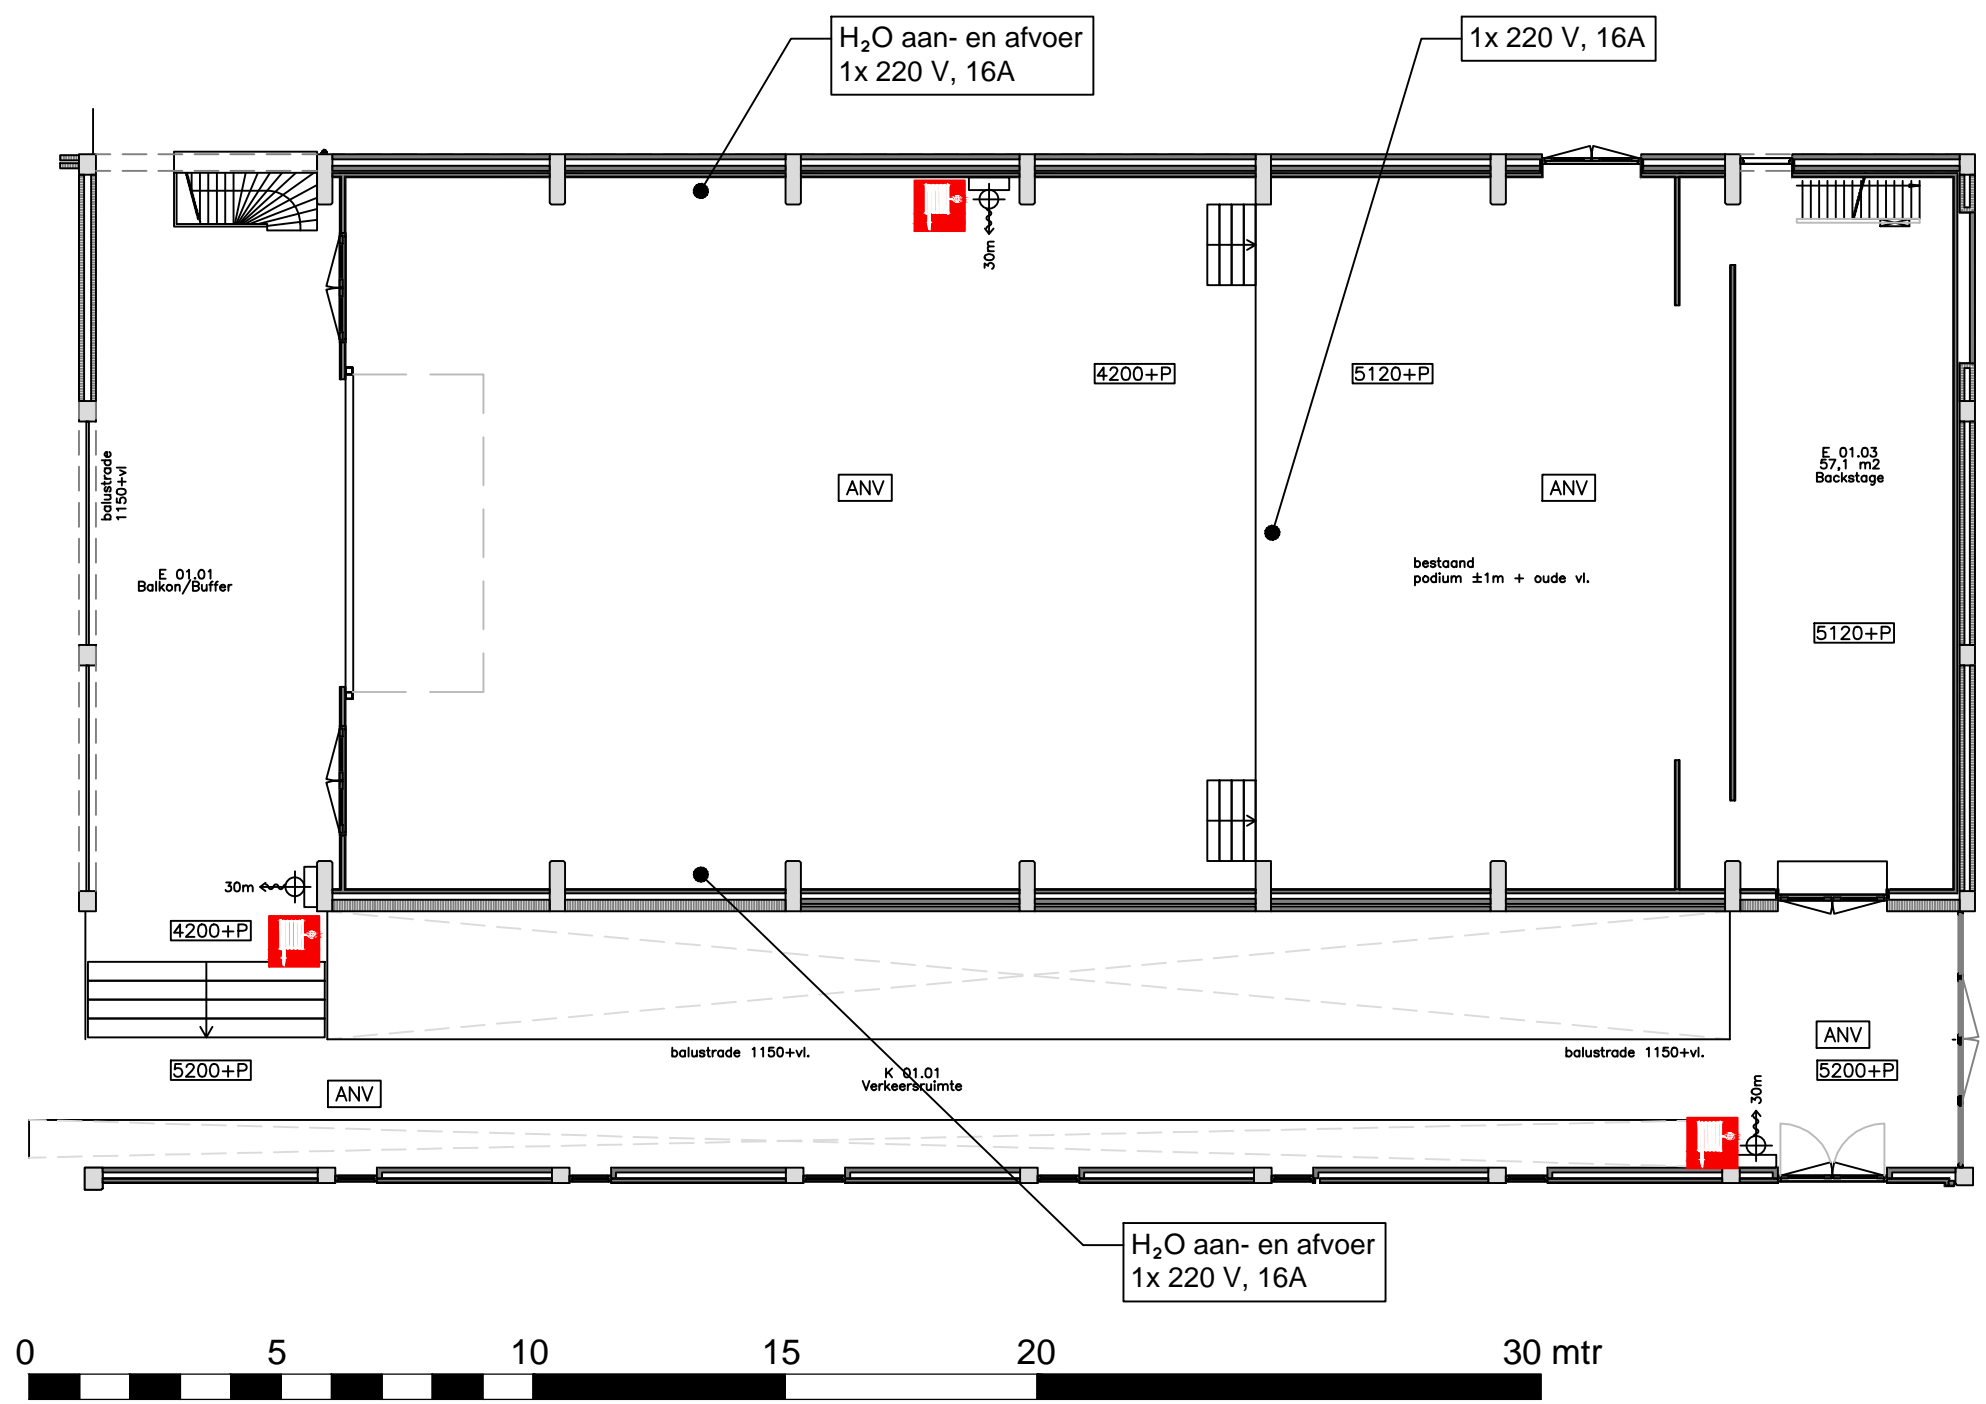 H₂O aan- en afvoer
1x 220 V, 16A
1x 220 V, 16A
30m
4200+P
5120+P
balustrade
1150+vl
ANV
ANV
E 01.03
57,1 m2
Backstage
E 01.01
Balkon/Buffer
bestaand
podium ±1m + oude vl.
5120+P
30m
4200+P
ANV
balustrade 1150+vl.
balustrade 1150+vl.
5200+P
5200+P
K 01.01
Verkeersruimte
ANV
30m
H₂O aan- en afvoer
1x 220 V, 16A
0 5 10 15 20 30 mtr